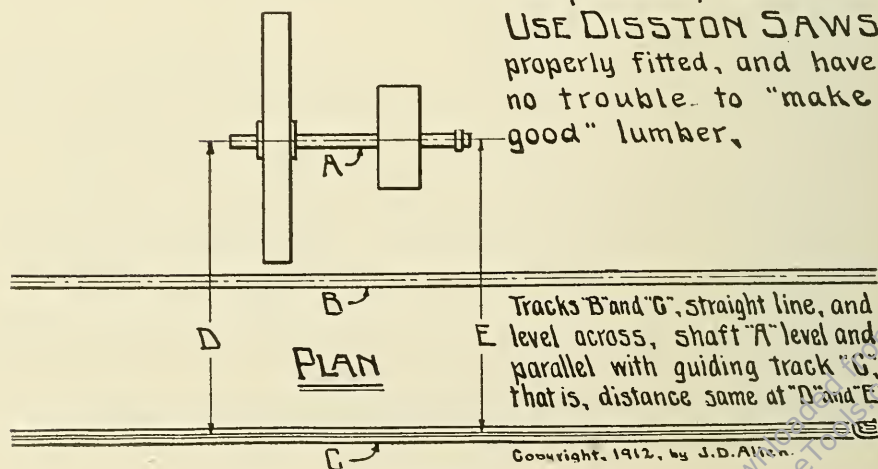 USE DISSTON SAWS
properly fitted, and have
no trouble to "make
good" lumber,
A
B
D
E
PLAN
Tracks "B" and "C", straight line, and
level across, shaft "A" level and
parallel with guiding track "C",
that is, distance same at "D" and "E
C
Copyright, 1912, by J.D. Allen.